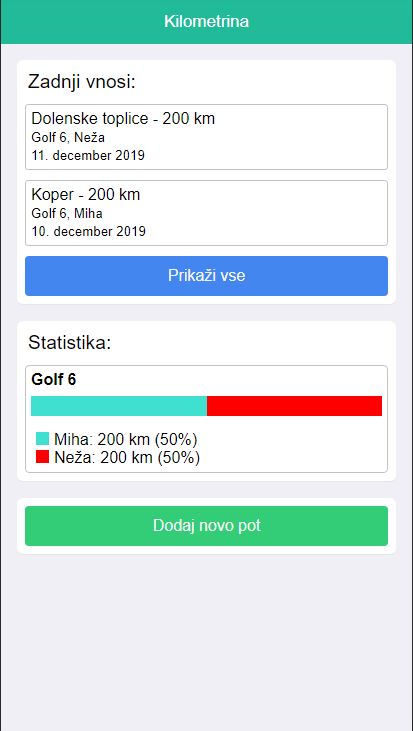 Kilometrina
Zadnji vnosi:
Dolenske toplice - 200 km
Golf 6, Neža
11. december 2019
Koper - 200 km
Golf 6, Miha
10. december 2019
Prikaži vse
Statistika:
Golf 6
Miha: 200 km (50%)
Neža: 200 km (50%)
Dodaj novo pot